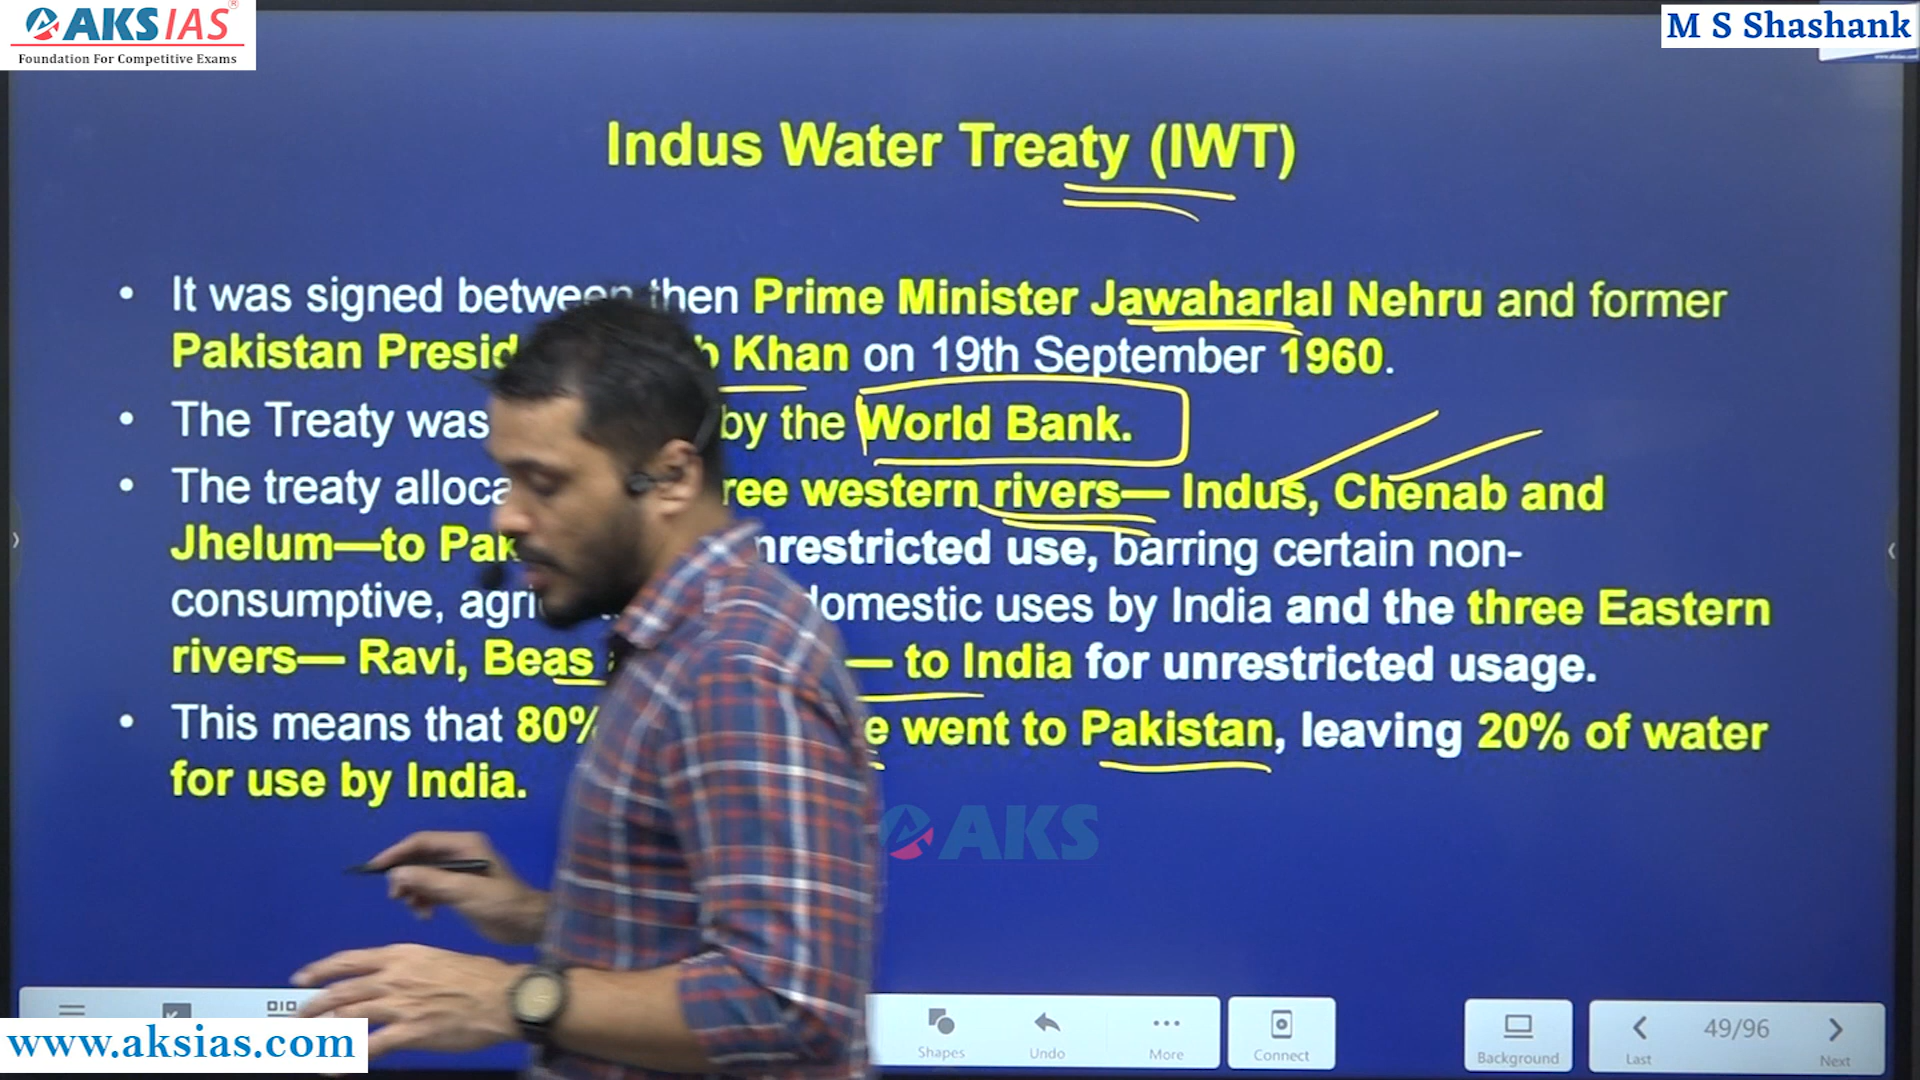 AKS IAS®
Foundation For Competitive Exams
M S Shashank
Indus Water Treaty (IWT)
• It was signed between then Prime Minister Jawaharlal Nehru and former
Pakistan Presid b Khan on 19th September 1960.
• The Treaty was by the World Bank.
• The treaty alloca ree western rivers— Indus, Chenab and
Jhelum—to Pak nrestricted use, barring certain non-
consumptive, agri domestic uses by India and the three Eastern
rivers— Ravi, Beas — to India for unrestricted usage.
• This means that 80% e went to Pakistan, leaving 20% of water
for use by India.
AKS
www.aksias.com
Shapes
Undo
More
Connect
Background
Last
49/96
Next